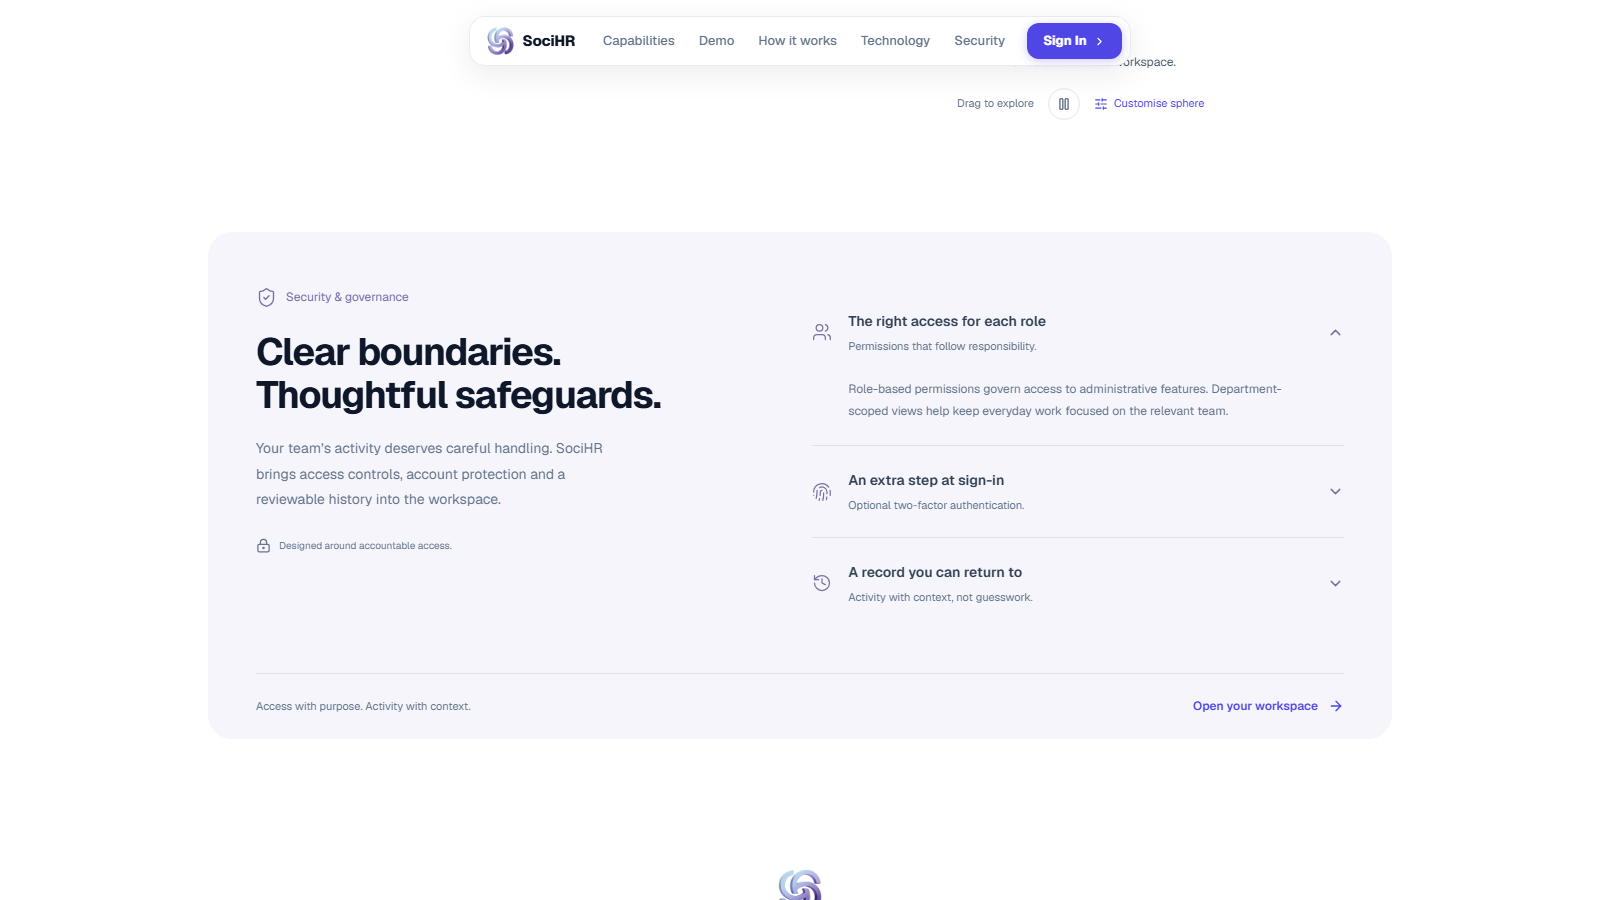 SociHR
Capabilities
Demo
How it works
Technology
Security
Sign In
Drag to explore
Customise sphere
Security & governance
Clear boundaries.
Thoughtful safeguards.
Your team's activity deserves careful handling. SociHR
brings access controls, account protection and a
reviewable history into the workspace.
Designed around accountable access.
The right access for each role
Permissions that follow responsibility.
Role-based permissions govern access to administrative features. Department-
scoped views help keep everyday work focused on the relevant team.
An extra step at sign-in
Optional two-factor authentication.
A record you can return to
Activity with context, not guesswork.
Access with purpose. Activity with context.
Open your workspace